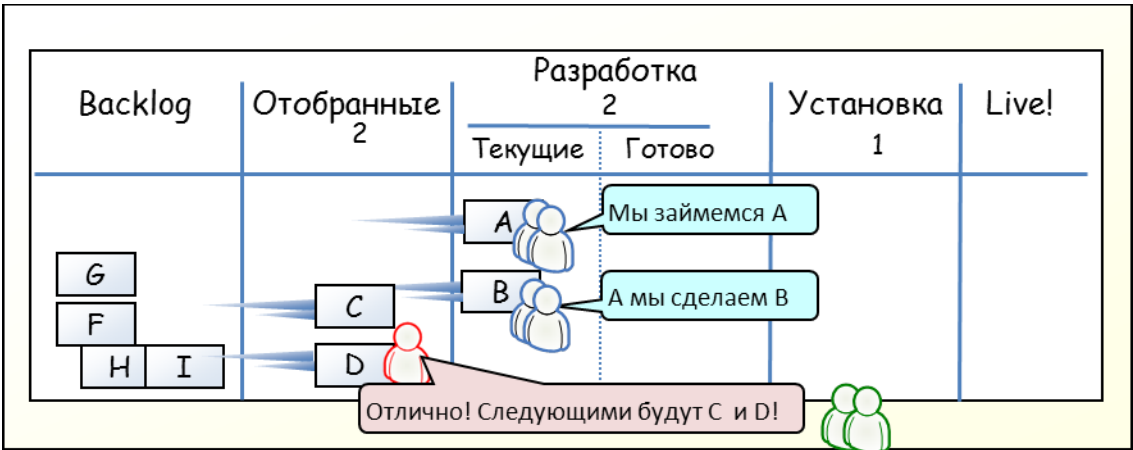 Backlog
Отобранные
2
Разработка
2
Текущие
Готово
Установка
1
Live!
A
Мы займемся А
G
B
А мы сделаем В
C
F
H
I
D
Отлично! Следующими будут С и D!